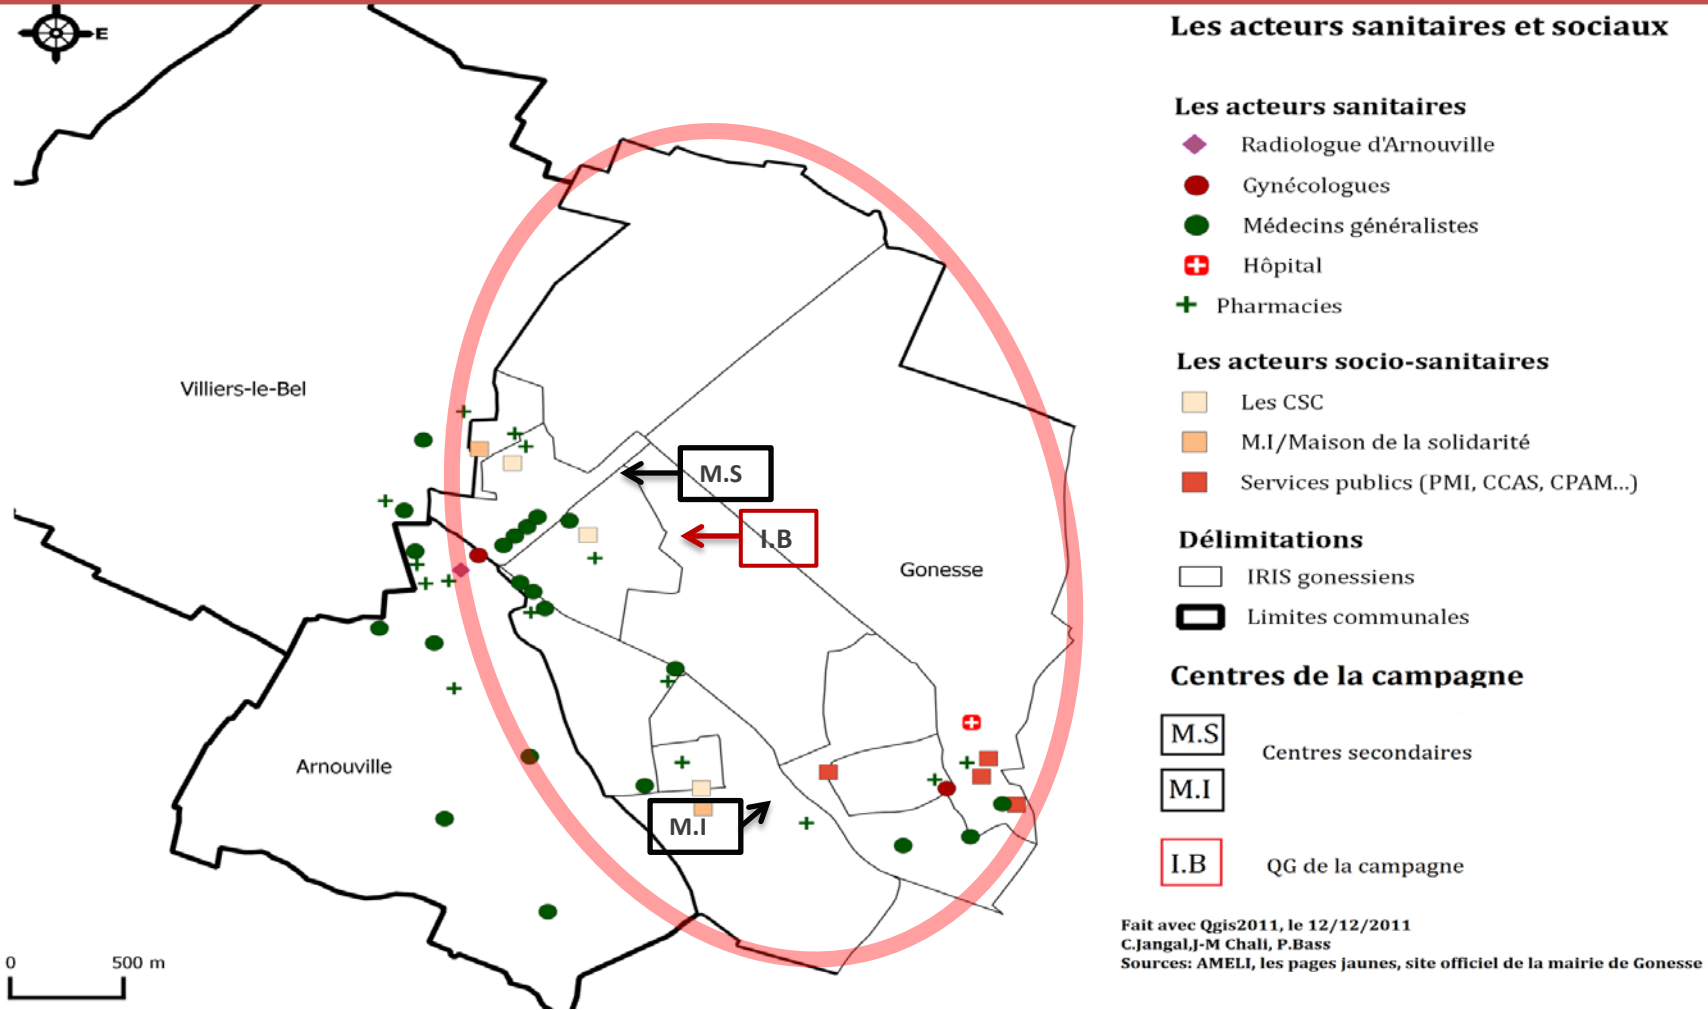 E
Villiers-le-Bel
M.S
I.B
Gonesse
Arnouville
M.I
0 500 m
Les acteurs sanitaires et sociaux
Les acteurs sanitaires
Radiologue d'Arnouville
Gynécologues
Médecins généralistes
Hôpital
Pharmacies
Les acteurs socio-sanitaires
Les CSC
M.I/Maison de la solidarité
Services publics (PMI, CCAS, CPAM...)
Délimitations
IRIS gonessiens
Limites communales
Centres de la campagne
M.S
Centres secondaires
M.I
I.B
QG de la campagne
Fait avec Qgis2011, le 12/12/2011
C.Jangal,J-M Chali, P.Bass
Sources: AMELI, les pages jaunes, site officiel de la mairie de Gonesse